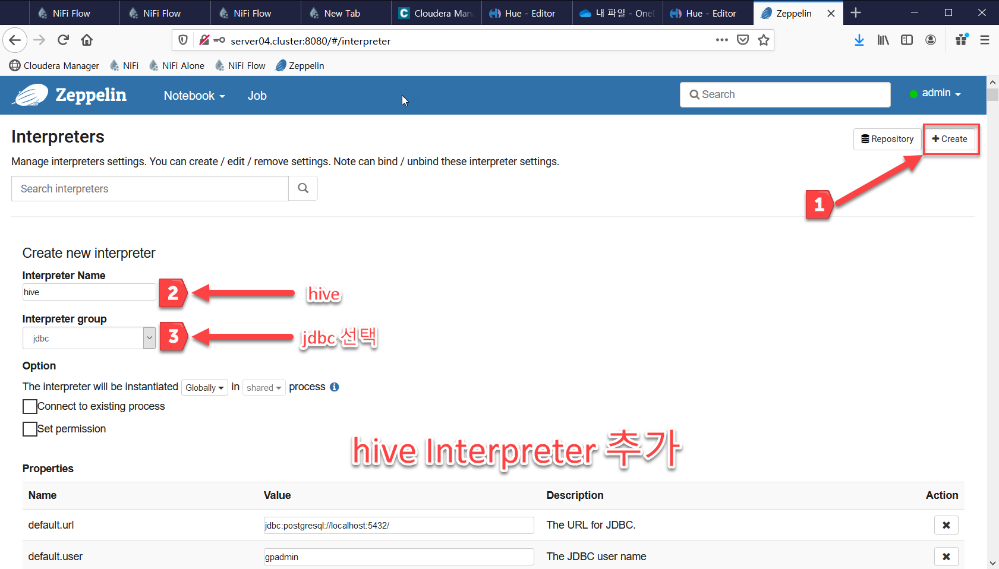 NiFi Flow
NiFi Flow
NiFi Flow
New Tab
Cloudera Man
Hue - Editor
내 파일 - One
Hue - Editor
Zeppelin
server04.cluster:8080/#/interpreter
Cloudera Manager
NiFi
NiFi Alone
NiFi Flow
Zeppelin
Zeppelin
Notebook
Job
Search
admin
Interpreters
Repository
Create
Manage interpreters settings. You can create / edit / remove settings. Note can bind / unbind these interpreter settings.
Search interpreters
1
Create new interpreter
Interpreter Name
hive
2
hive
Interpreter group
jdbc
3
jdbc 선택
Option
The interpreter will be instantiated Globally in shared process
Connect to existing process
Set permission
hive Interpreter 추가
Properties
Name Value Description Action
default.url jdbc:postgresql://localhost:5432/ The URL for JDBC.
default.user gpadmin The JDBC user name